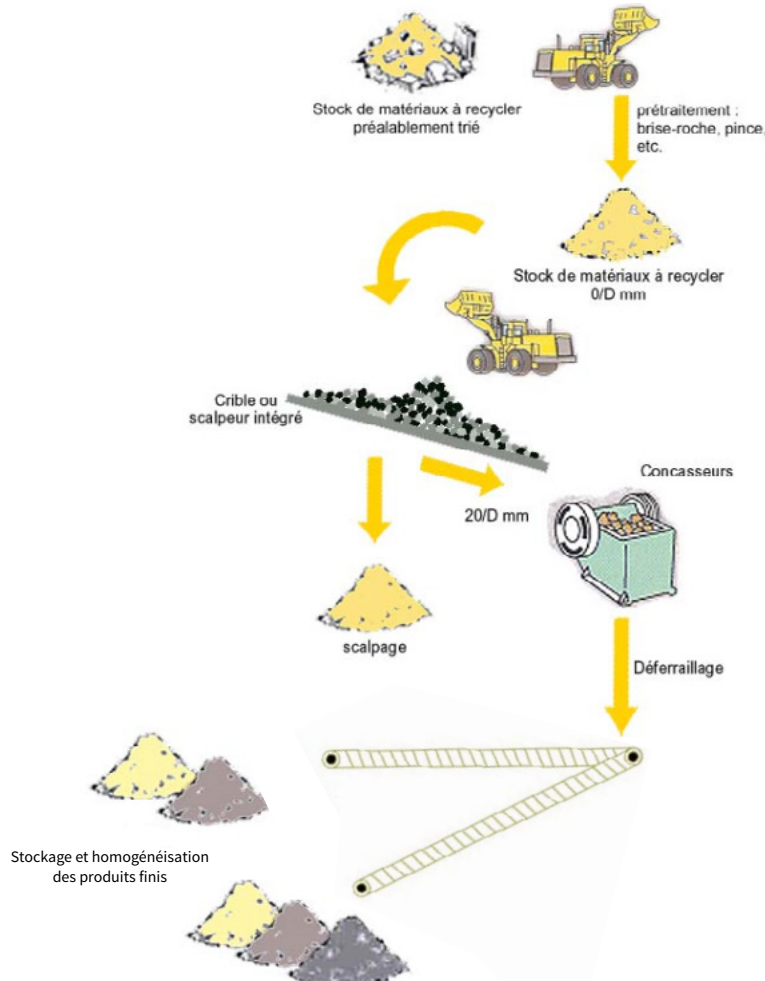 Stock de matériaux à recycler
préalablement trié
prétraitement :
brise-roche, pince,
etc.
Stock de matériaux à recycler
0/D mm
Crible ou
scalpeur intégré
Concasseurs
20/D mm
scalpage
Déferraillage
Stockage et homogénéisation
des produits finis